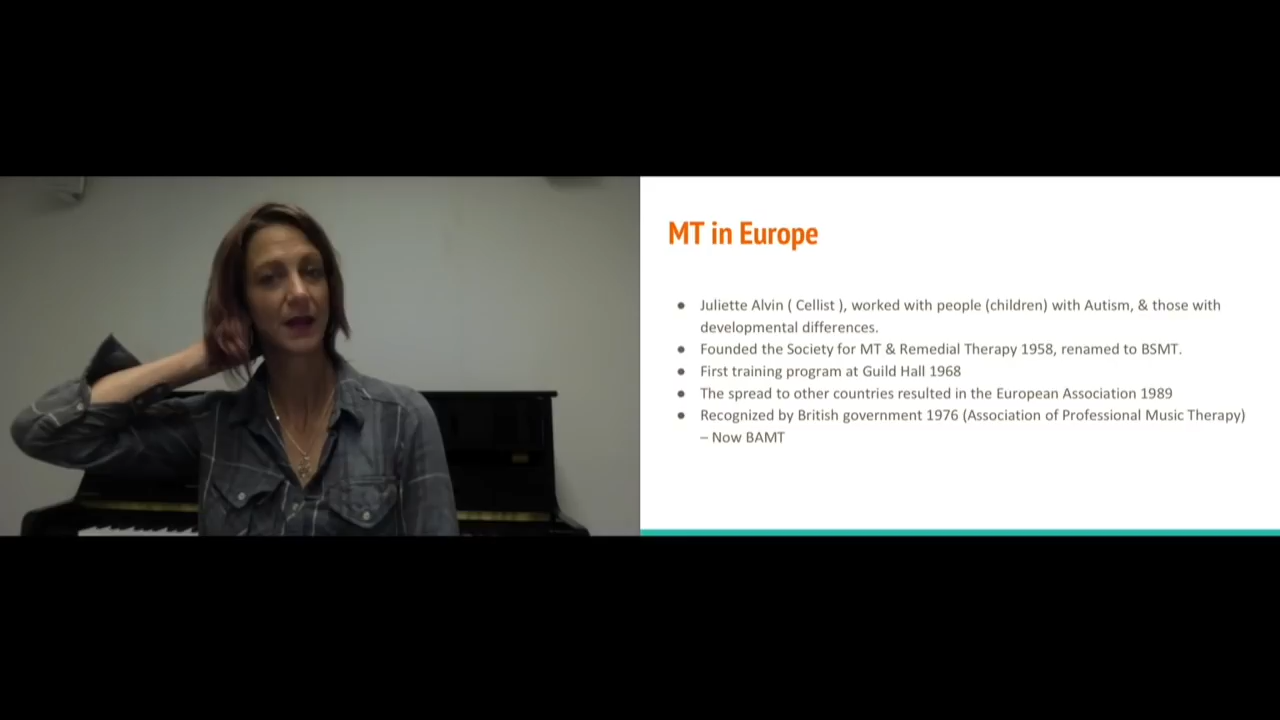 MT in Europe
● Juliette Alvin ( Cellist ), worked with people (children) with Autism, & those with
developmental differences.
● Founded the Society for MT & Remedial Therapy 1958, renamed to BSMT.
● First training program at Guild Hall 1968
● The spread to other countries resulted in the European Association 1989
● Recognized by British government 1976 (Association of Professional Music Therapy)
– Now BAMT